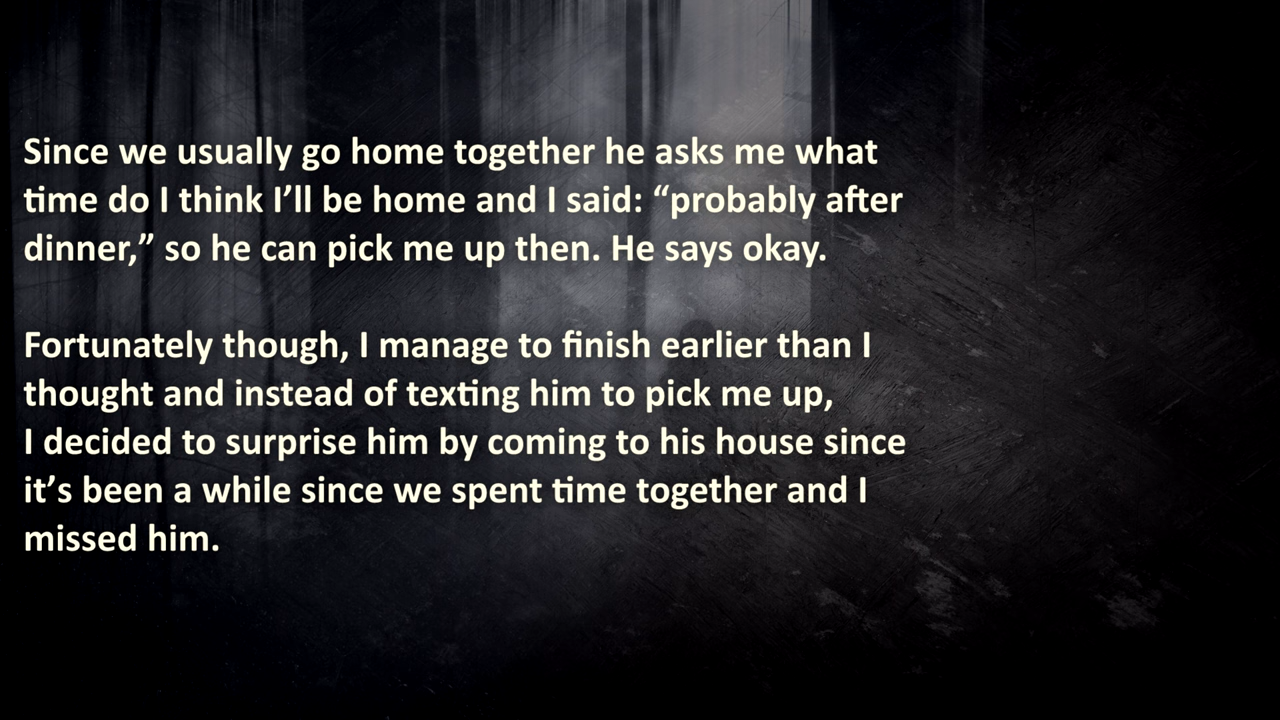 Since we usually go home together he asks me what
time do I think I’ll be home and I said: “probably after
dinner,” so he can pick me up then. He says okay.
Fortunately though, I manage to finish earlier than I
thought and instead of texting him to pick me up,
I decided to surprise him by coming to his house since
it’s been a while since we spent time together and I
missed him.